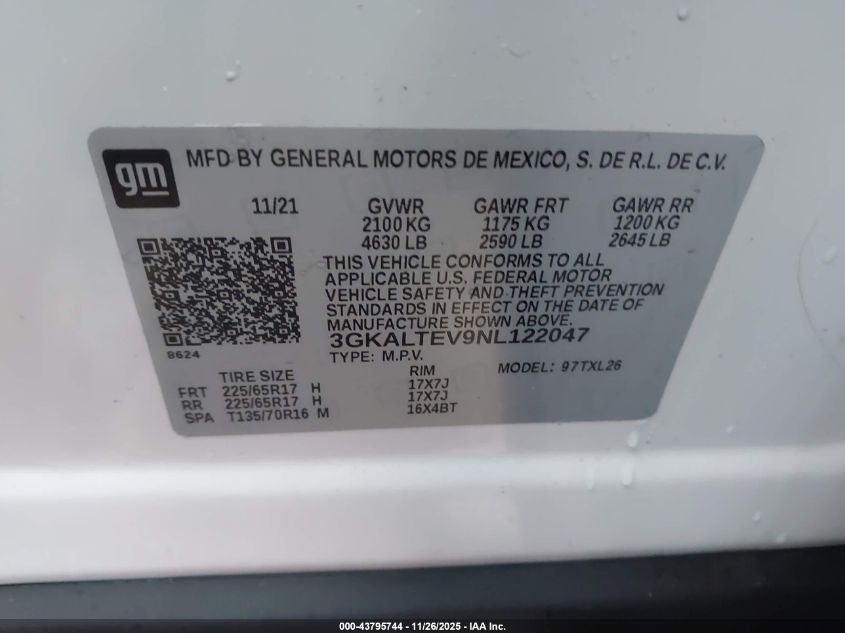 gm
MFD BY GENERAL MOTORS DE MEXICO, S. DE R.L. DE C.V.
11/21 GVWR GAWR FRT GAWR RR
2100 KG 1175 KG 1200 KG
4630 LB 2590 LB 2645 LB
THIS VEHICLE CONFORMS TO ALL
APPLICABLE U.S. FEDERAL MOTOR
VEHICLE SAFETY AND THEFT PREVENTION
STANDARDS IN EFFECT ON THE DATE OF
MANUFACTURE SHOWN ABOVE.
3GKALTEV9NL122047
8624
TYPE: M.P.V. MODEL: 97TXL26
TIRE SIZE RIM
FRT 225/65R17 H 17X7J
RR 225/65R17 H 17X7J
SPA T135/70R16 M 16X4BT
000-43795744 - 11/26/2025 - IAA Inc.